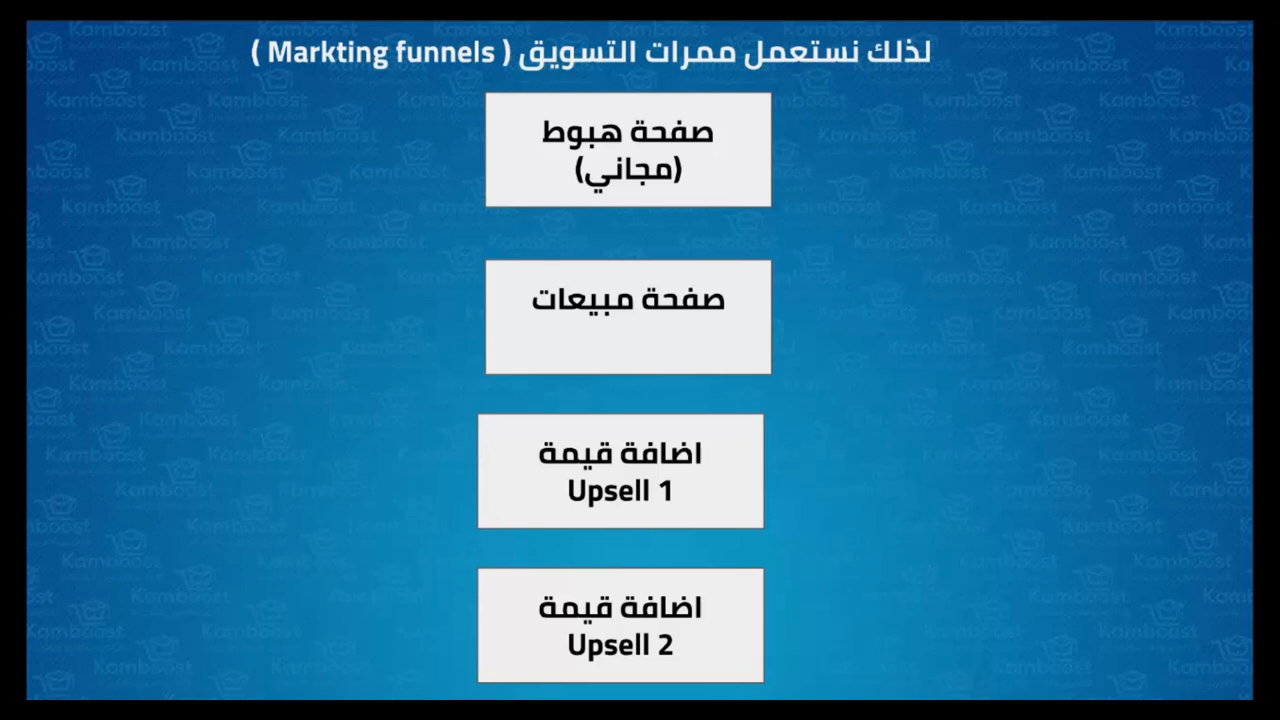 لذلك نستعمل ممرات التسويق ( Markting funnels )
صفحة هبوط
(مجاني)
صفحة مبيعات
اضافة قيمة
Upsell 1
اضافة قيمة
Upsell 2
Kamboost